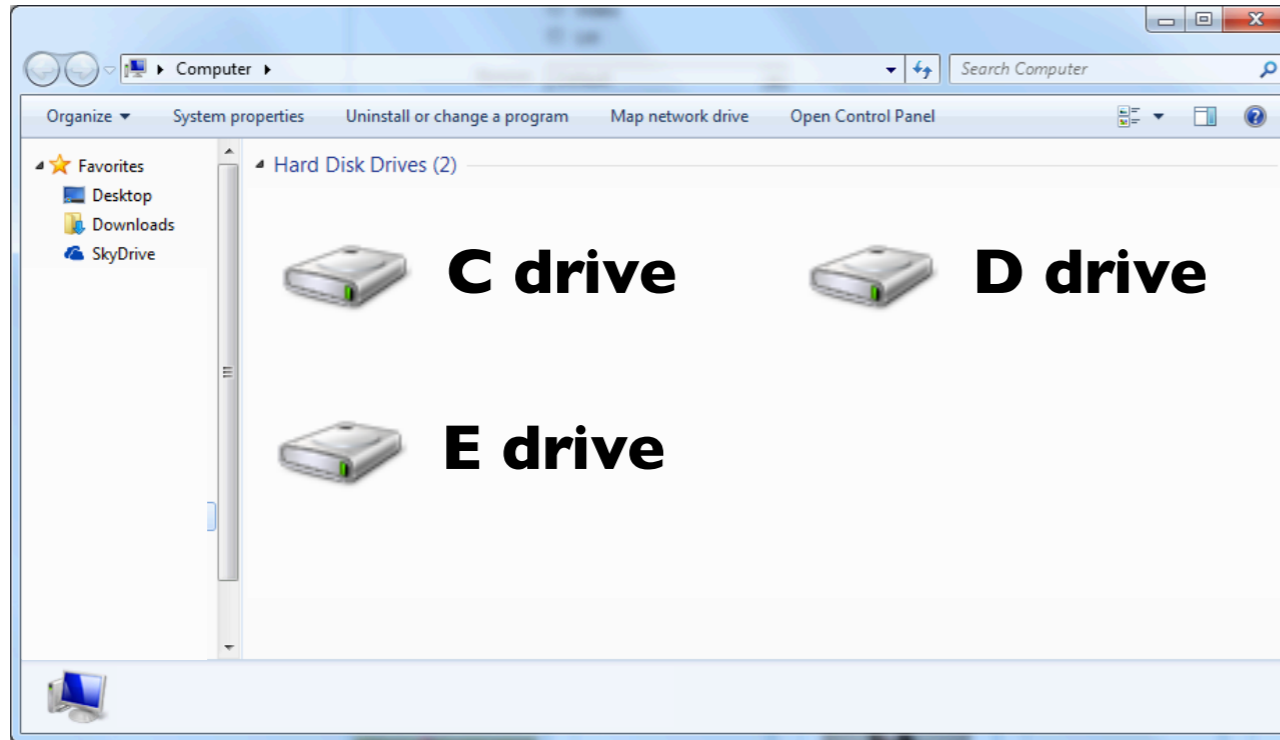 Computer
Search Computer
Organize System properties Uninstall or change a program Map network drive Open Control Panel
Favorites
Desktop
Downloads
SkyDrive
Hard Disk Drives (2)
C drive D drive
E drive